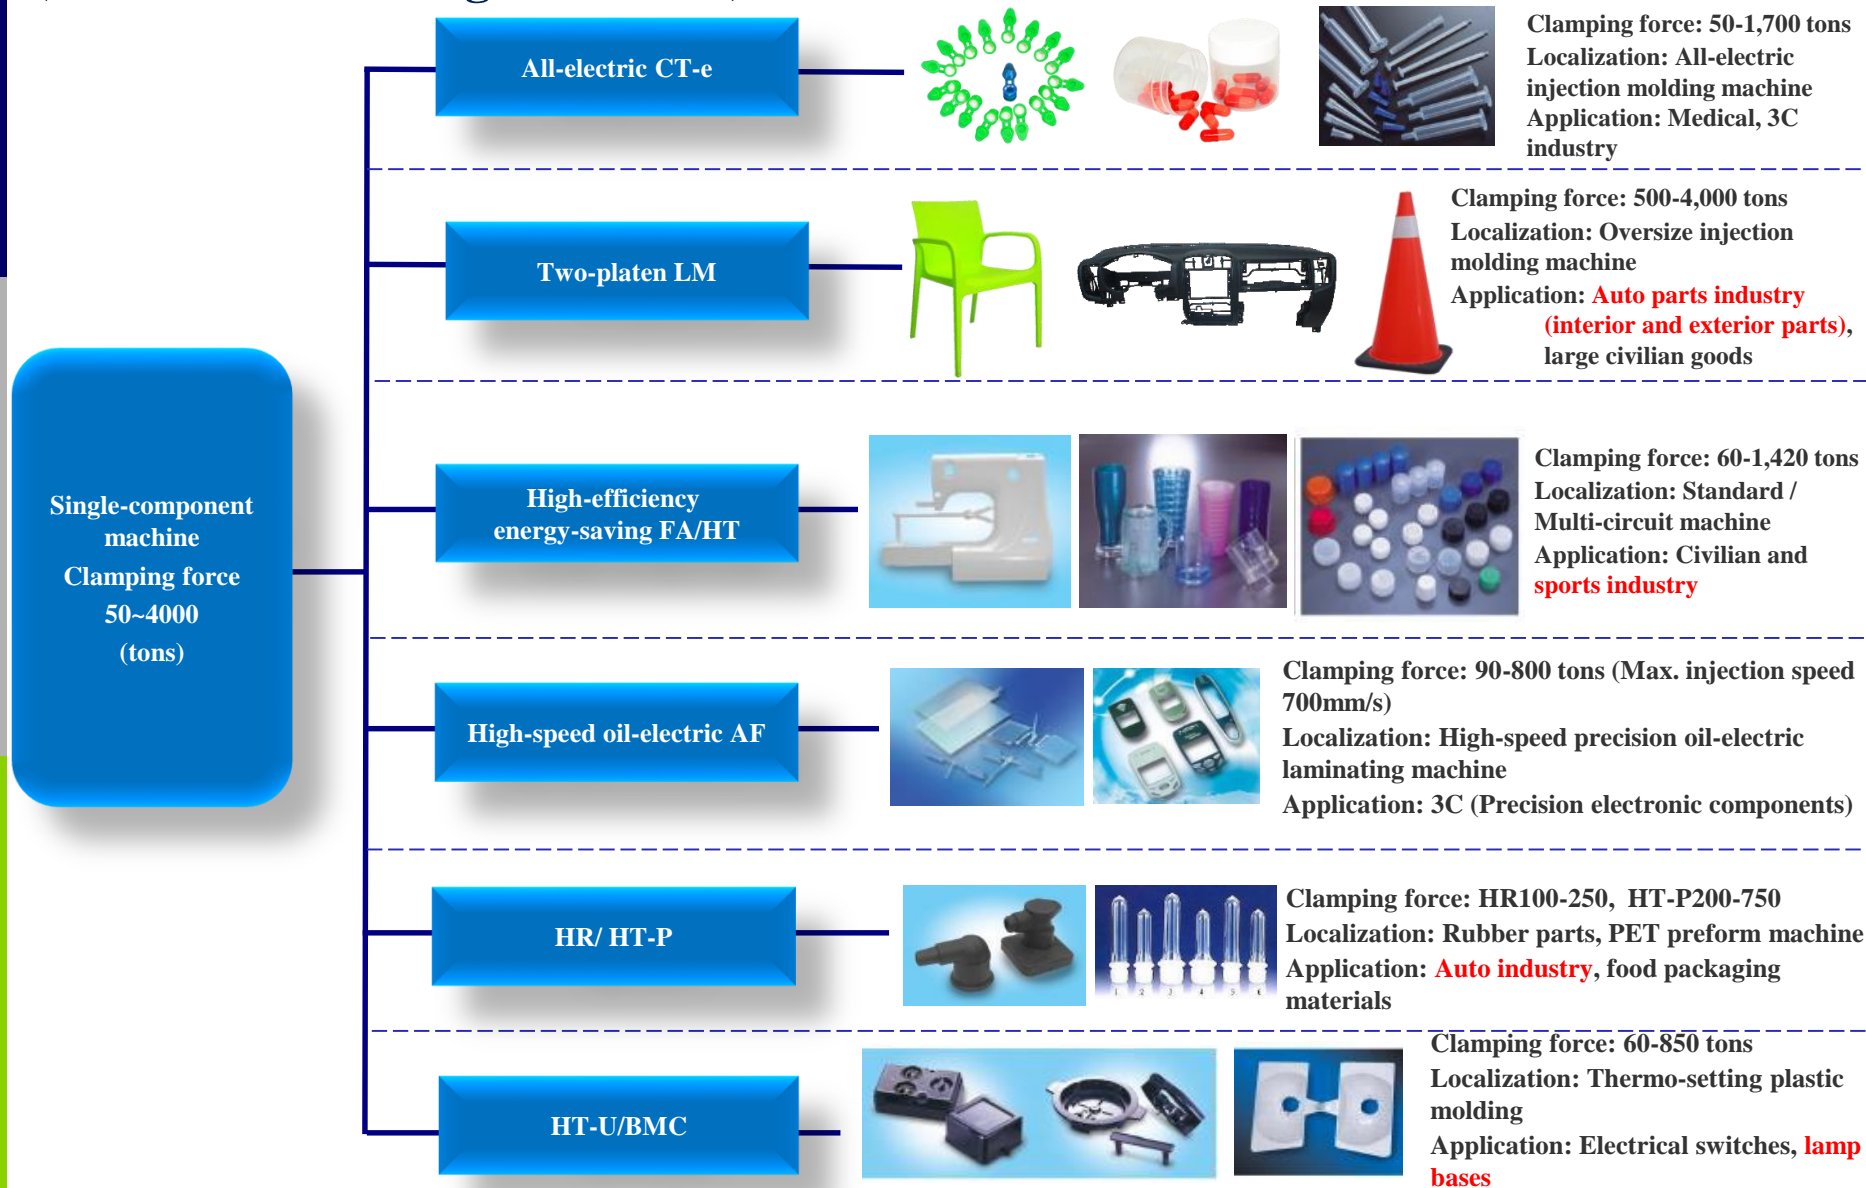 All-electric CT-e
Clamping force: 50-1,700 tons
Localization: All-electric
injection molding machine
Application: Medical, 3C
industry
Two-platen LM
Clamping force: 500-4,000 tons
Localization: Oversize injection
molding machine
Application: Auto parts industry
(interior and exterior parts),
large civilian goods
Single-component
machine
Clamping force
50~4000
(tons)
High-efficiency
energy-saving FA/HT
Clamping force: 60-1,420 tons
Localization: Standard /
Multi-circuit machine
Application: Civilian and
sports industry
High-speed oil-electric AF
Clamping force: 90-800 tons (Max. injection speed
700mm/s)
Localization: High-speed precision oil-electric
laminating machine
Application: 3C (Precision electronic components)
HR/ HT-P
1 2 3 4 5 6
Clamping force: HR100-250, HT-P200-750
Localization: Rubber parts, PET preform machine
Application: Auto industry, food packaging
materials
HT-U/BMC
Clamping force: 60-850 tons
Localization: Thermo-setting plastic
molding
Application: Electrical switches, lamp
bases